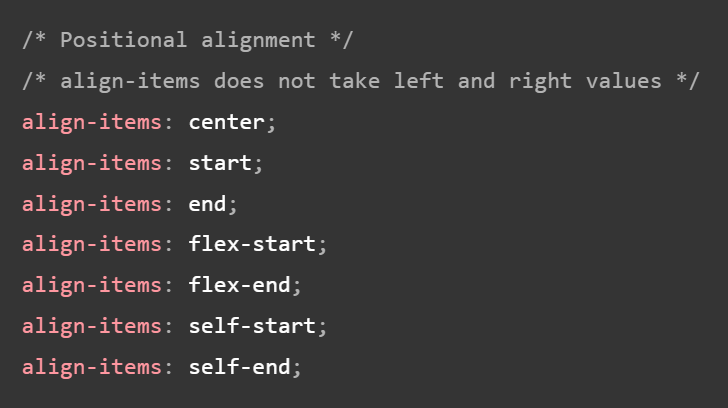 /* Positional alignment */
/* align-items does not take left and right values */
align-items: center;
align-items: start;
align-items: end;
align-items: flex-start;
align-items: flex-end;
align-items: self-start;
align-items: self-end;